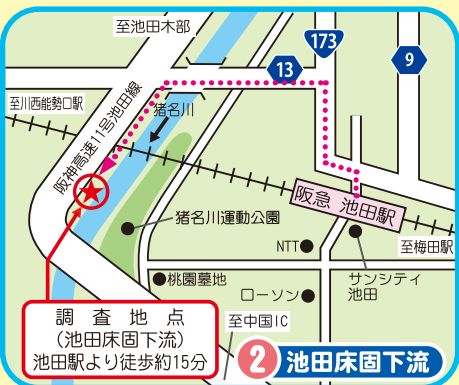 至池田木部
173
13
9
至川西能勢口駅
阪神高速11号池田線
猪名川
阪急 池田駅
猪名川運動公園
NTT
至梅田駅
サンシティ
池田
桃園墓地
ローソン
至中国IC
調査地点
(池田床固下流)
池田駅より徒歩約15分
2 池田床固下流